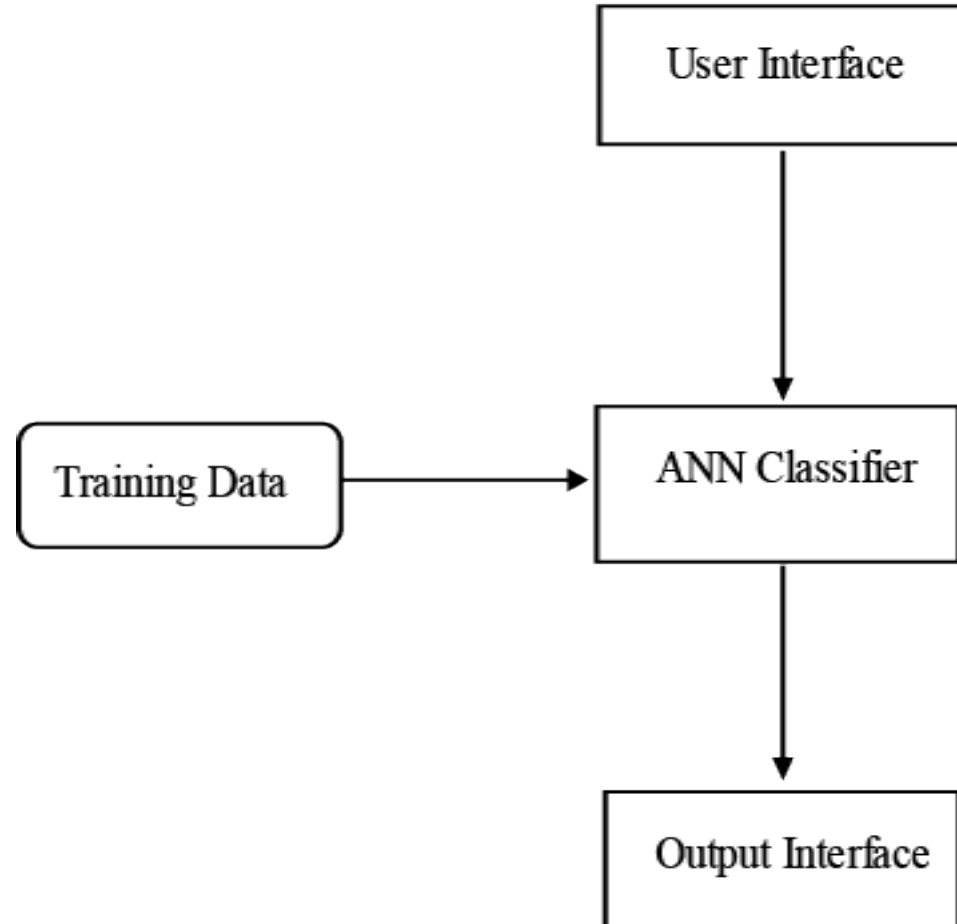 User Interface
Training Data
ANN Classifier
Output Interface